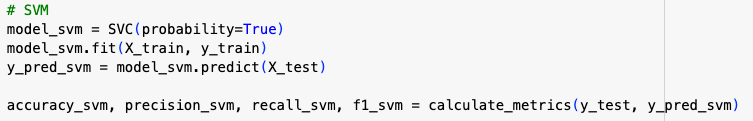 # SVM
model_svm = SVC(probability=True)
model_svm.fit(X_train, y_train)
y_pred_svm = model_svm.predict(X_test)
accuracy_svm, precision_svm, recall_svm, f1_svm = calculate_metrics(y_test, y_pred_svm)